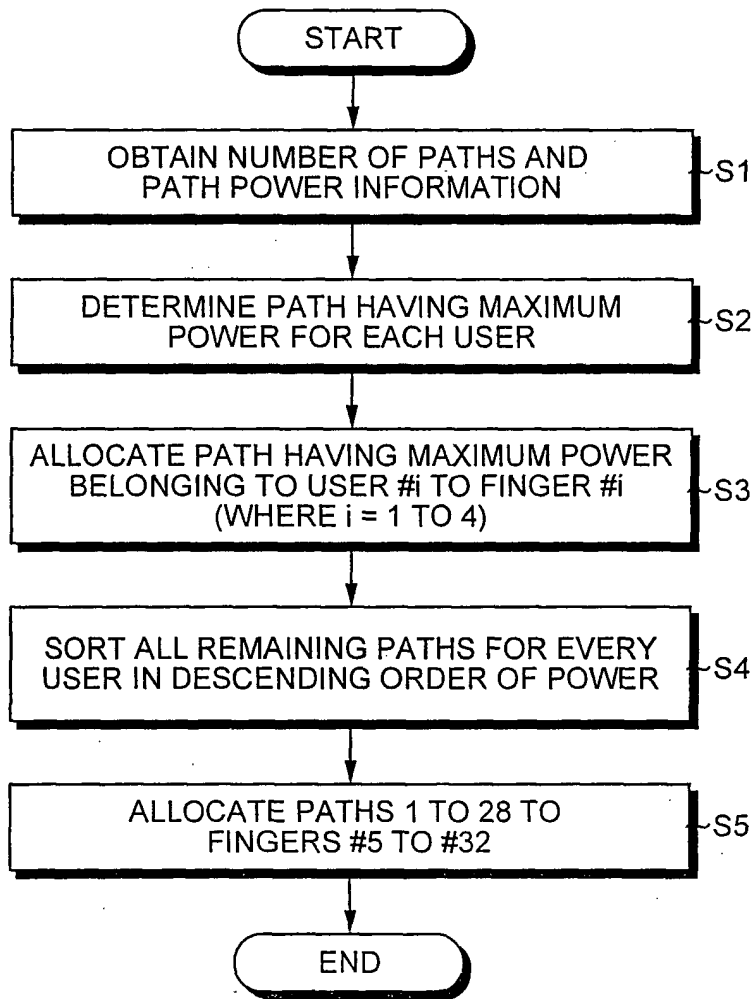 START
OBTAIN NUMBER OF PATHS AND
PATH POWER INFORMATION
S1
DETERMINE PATH HAVING MAXIMUM
POWER FOR EACH USER
S2
ALLOCATE PATH HAVING MAXIMUM POWER
BELONGING TO USER #i TO FINGER #i
(WHERE i = 1 TO 4)
S3
SORT ALL REMAINING PATHS FOR EVERY
USER IN DESCENDING ORDER OF POWER
S4
ALLOCATE PATHS 1 TO 28 TO
FINGERS #5 TO #32
S5
END